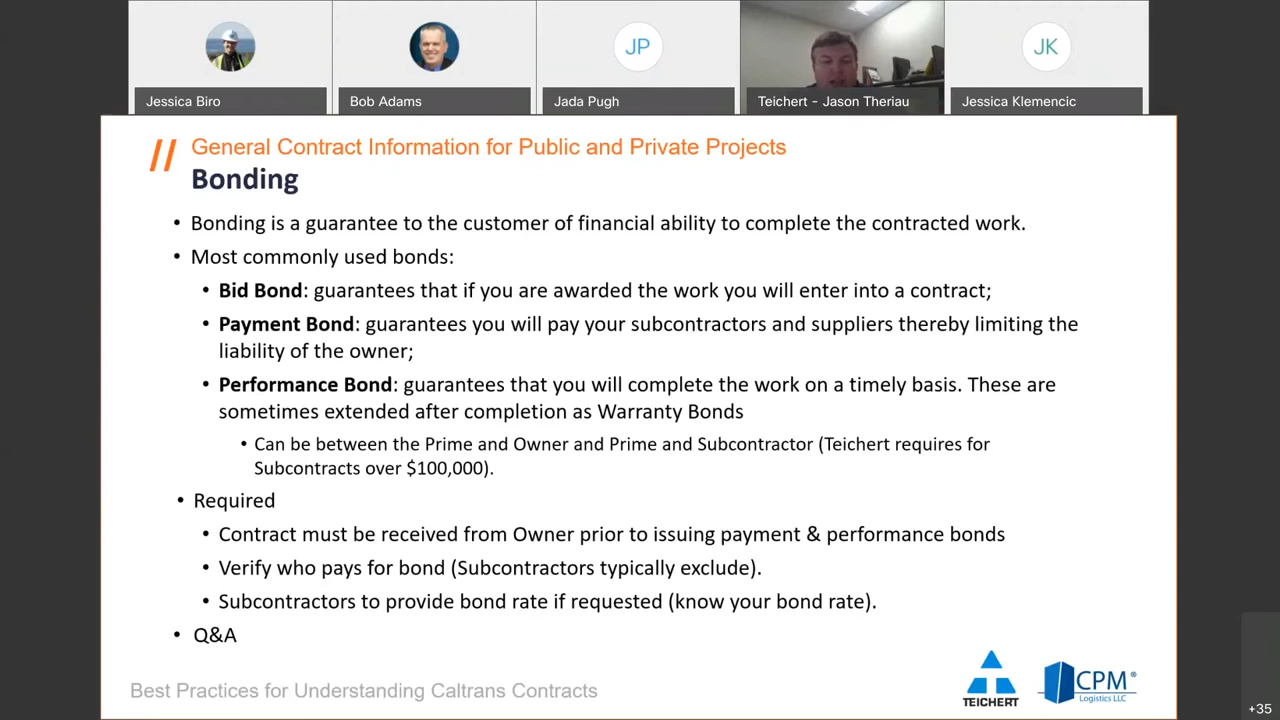 JP
JK
Jessica Biro
Bob Adams
Jada Pugh
Teichert - Jason Theriau
Jessica Klemencic
// General Contract Information for Public and Private Projects
Bonding
• Bonding is a guarantee to the customer of financial ability to complete the contracted work.
• Most commonly used bonds:
• Bid Bond: guarantees that if you are awarded the work you will enter into a contract;
• Payment Bond: guarantees you will pay your subcontractors and suppliers thereby limiting the
liability of the owner;
• Performance Bond: guarantees that you will complete the work on a timely basis. These are
sometimes extended after completion as Warranty Bonds
• Can be between the Prime and Owner and Prime and Subcontractor (Teichert requires for
Subcontracts over $100,000).
• Required
• Contract must be received from Owner prior to issuing payment & performance bonds
• Verify who pays for bond (Subcontractors typically exclude).
• Subcontractors to provide bond rate if requested (know your bond rate).
• Q&A
Best Practices for Understanding Caltrans Contracts
TEICHERT
CPM®
Logistics LLC
+35